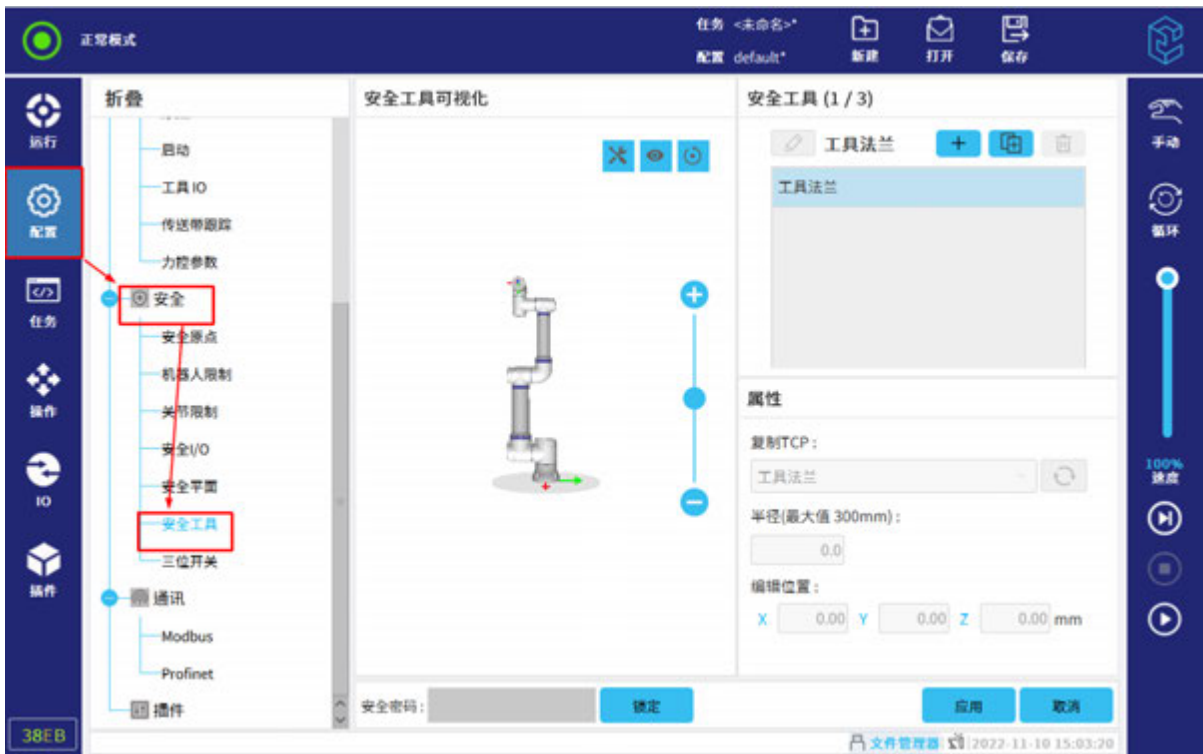 正常模式
任务 <未命名>*
配置 default*
新建
打开
保存
运行
配置
任务
操作
IO
插件
38EB
折叠
启动
工具 IO
传送带跟踪
力控参数
安全
安全原点
机器人限制
关节限制
安全I/O
安全平面
安全工具
三位开关
通讯
Modbus
Profinet
插件
安全工具可视化
安全密码:
锁定
安全工具 (1 / 3)
工具法兰
工具法兰
属性
复制TCP:
工具法兰
半径(最大值 300mm):
0.0
编辑位置:
X 0.00 Y 0.00 Z 0.00 mm
应用 取消
文件管理器 2022-11-10 15:03:20
手动
循环
100%
速度